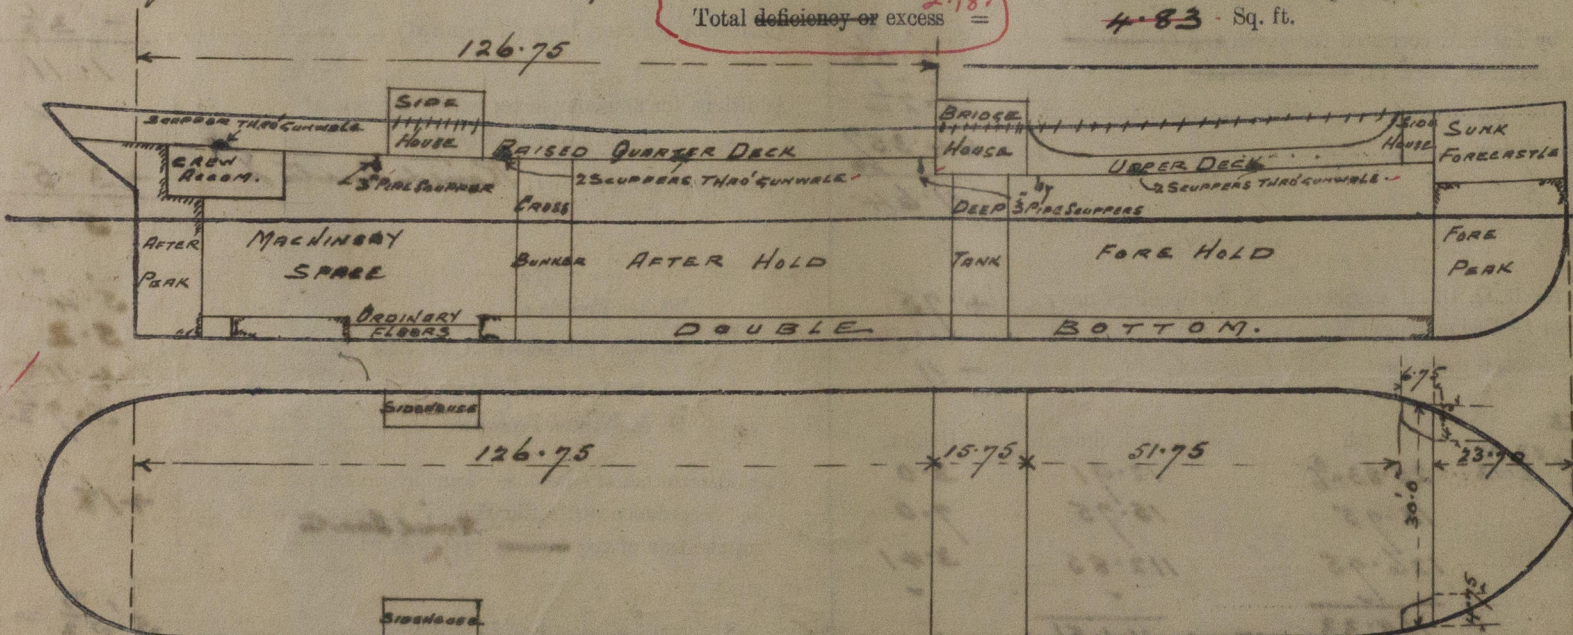 Total deficiency or excess = 4.83 Sq. ft.
126.75
SIDE HOUSE
BRIDGE HOUSE
SIDE HOUSE
SUNK FORECASTLE
SCUPPER THRO' GUNWALE
RAISED QUARTER DECK
UPPER DECK
CREW ACCOM.
3" PIPE SCUPPER
2 SCUPPERS THRO' GUNWALE
2 SCUPPERS THRO' GUNWALE
3" PIPE SCUPPERS
CROSS BUNKER
DEEP TANK
AFTER PEAK
MACHINERY SPACE
AFTER HOLD
FORE HOLD
FORE PEAK
ORDINARY FLOORS
DOUBLE BOTTOM.
6.75
SIDEHOUSE
126.75
15.75
51.75
30.0
4.75
SIDEHOUSE